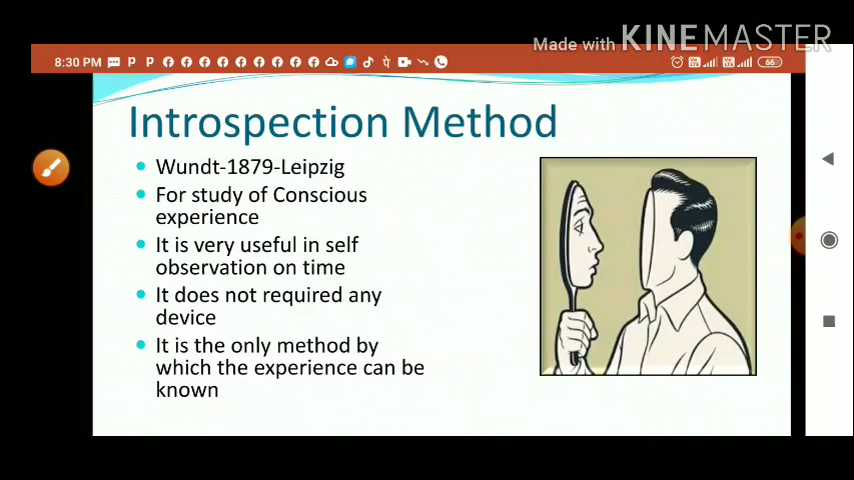 Made with KINEMASTER
8:30 PM
66
Introspection Method
Wundt-1879-Leipzig
For study of Conscious
experience
It is very useful in self
observation on time
It does not required any
device
It is the only method by
which the experience can be
known